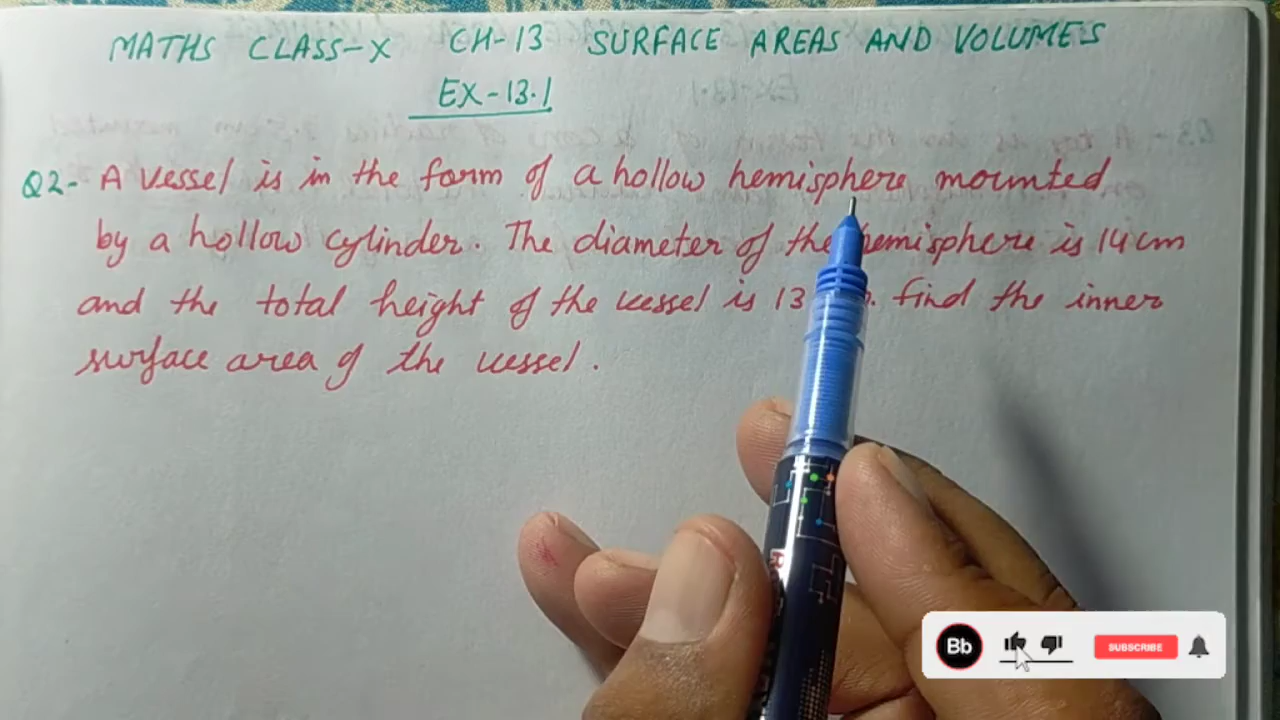 MATHS CLASS-X CH-13 SURFACE AREAS AND VOLUMES
EX-13.1
Q2- A vessel is in the form of a hollow hemisphere mounted
by a hollow cylinder. The diameter of the hemisphere is 14cm
and the total height of the vessel is 13 . find the inner
surface area of the vessel.
Bb SUBSCRIBE